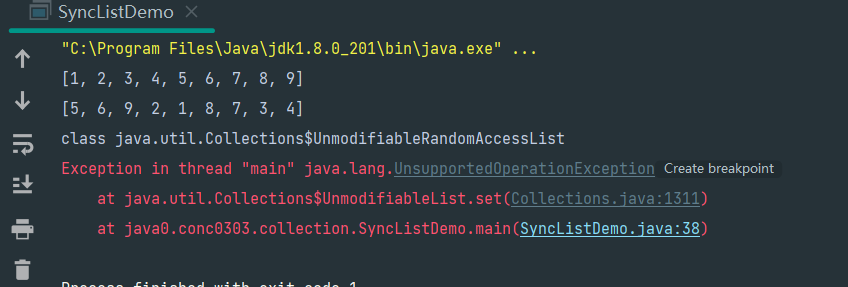 SyncListDemo
"C:\Program Files\Java\jdk1.8.0_201\bin\java.exe" ...
[1, 2, 3, 4, 5, 6, 7, 8, 9]
[5, 6, 9, 2, 1, 8, 7, 3, 4]
class java.util.Collections$UnmodifiableRandomAccessList
Exception in thread "main" java.lang.UnsupportedOperationException Create breakpoint
at java.util.Collections$UnmodifiableList.set(Collections.java:1311)
at java0.conc0303.collection.SyncListDemo.main(SyncListDemo.java:38)
Process finished with exit code 1